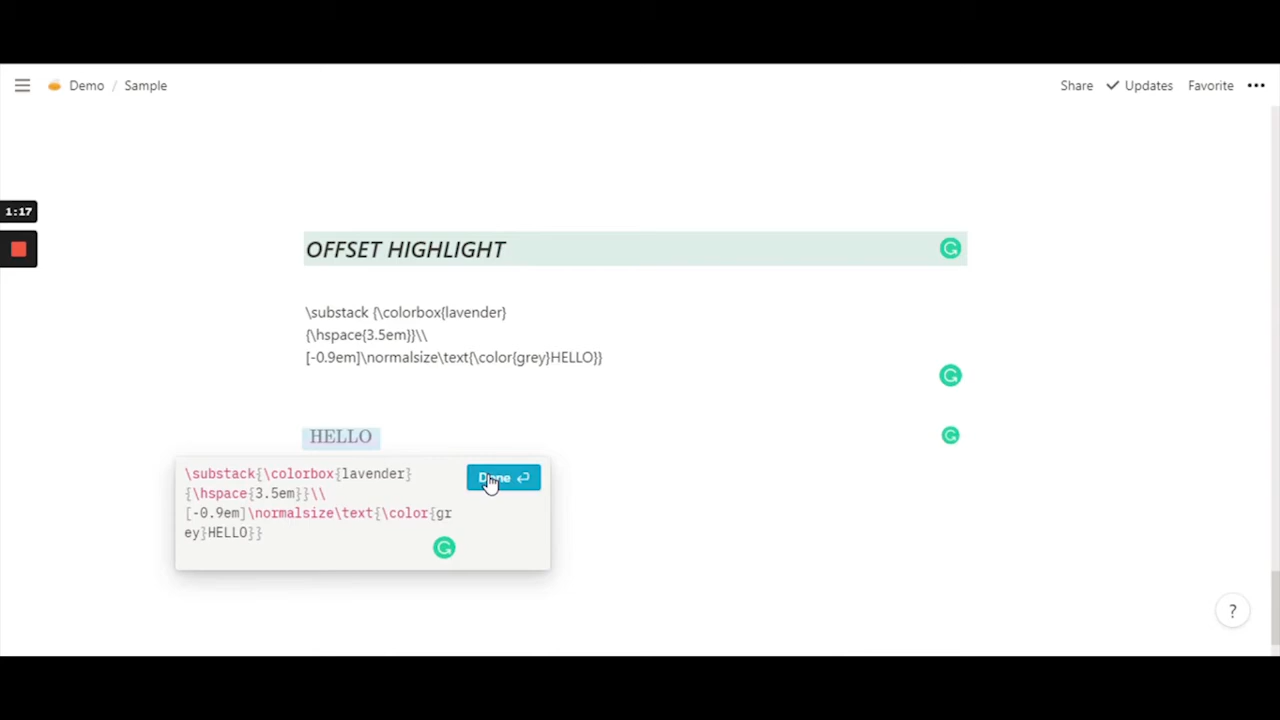 Demo / Sample
Share ✓ Updates Favorite •••
1:17
OFFSET HIGHLIGHT
\substack {\colorbox{lavender}
{\hspace{3.5em}}\\
[-0.9em]\normalsize\text{\color{grey}HELLO}}
HELLO
\substack{\colorbox{lavender}
{\hspace{3.5em}}\\
[-0.9em]\normalsize\text{\color{gr
ey}HELLO}}
Done
?